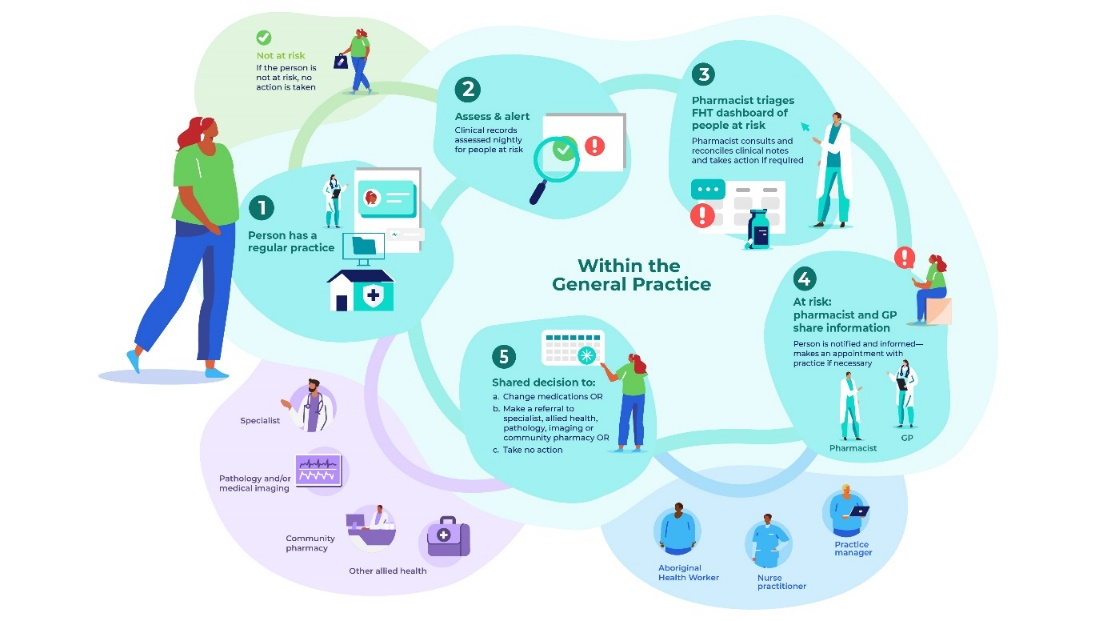 Not at risk
If the person is
not at risk, no
action is taken
1
Person has a
regular practice
2
Assess & alert
Clinical records
assessed nightly
for people at risk
3
Pharmacist triages
FHT dashboard of
people at risk
Pharmacist consults and
reconciles clinical notes
and takes action if required
Within the
General Practice
4
At risk:
pharmacist and GP
share information
Person is notified and informed—
makes an appointment with
practice if necessary
Pharmacist
GP
5
Shared decision to:
a. Change medications OR
b. Make a referral to
specialist, allied health,
pathology, imaging or
community pharmacy OR
c. Take no action
Specialist
Pathology and/or
medical imaging
Community
pharmacy
Other allied health
Aboriginal
Health Worker
Nurse
practitioner
Practice
manager